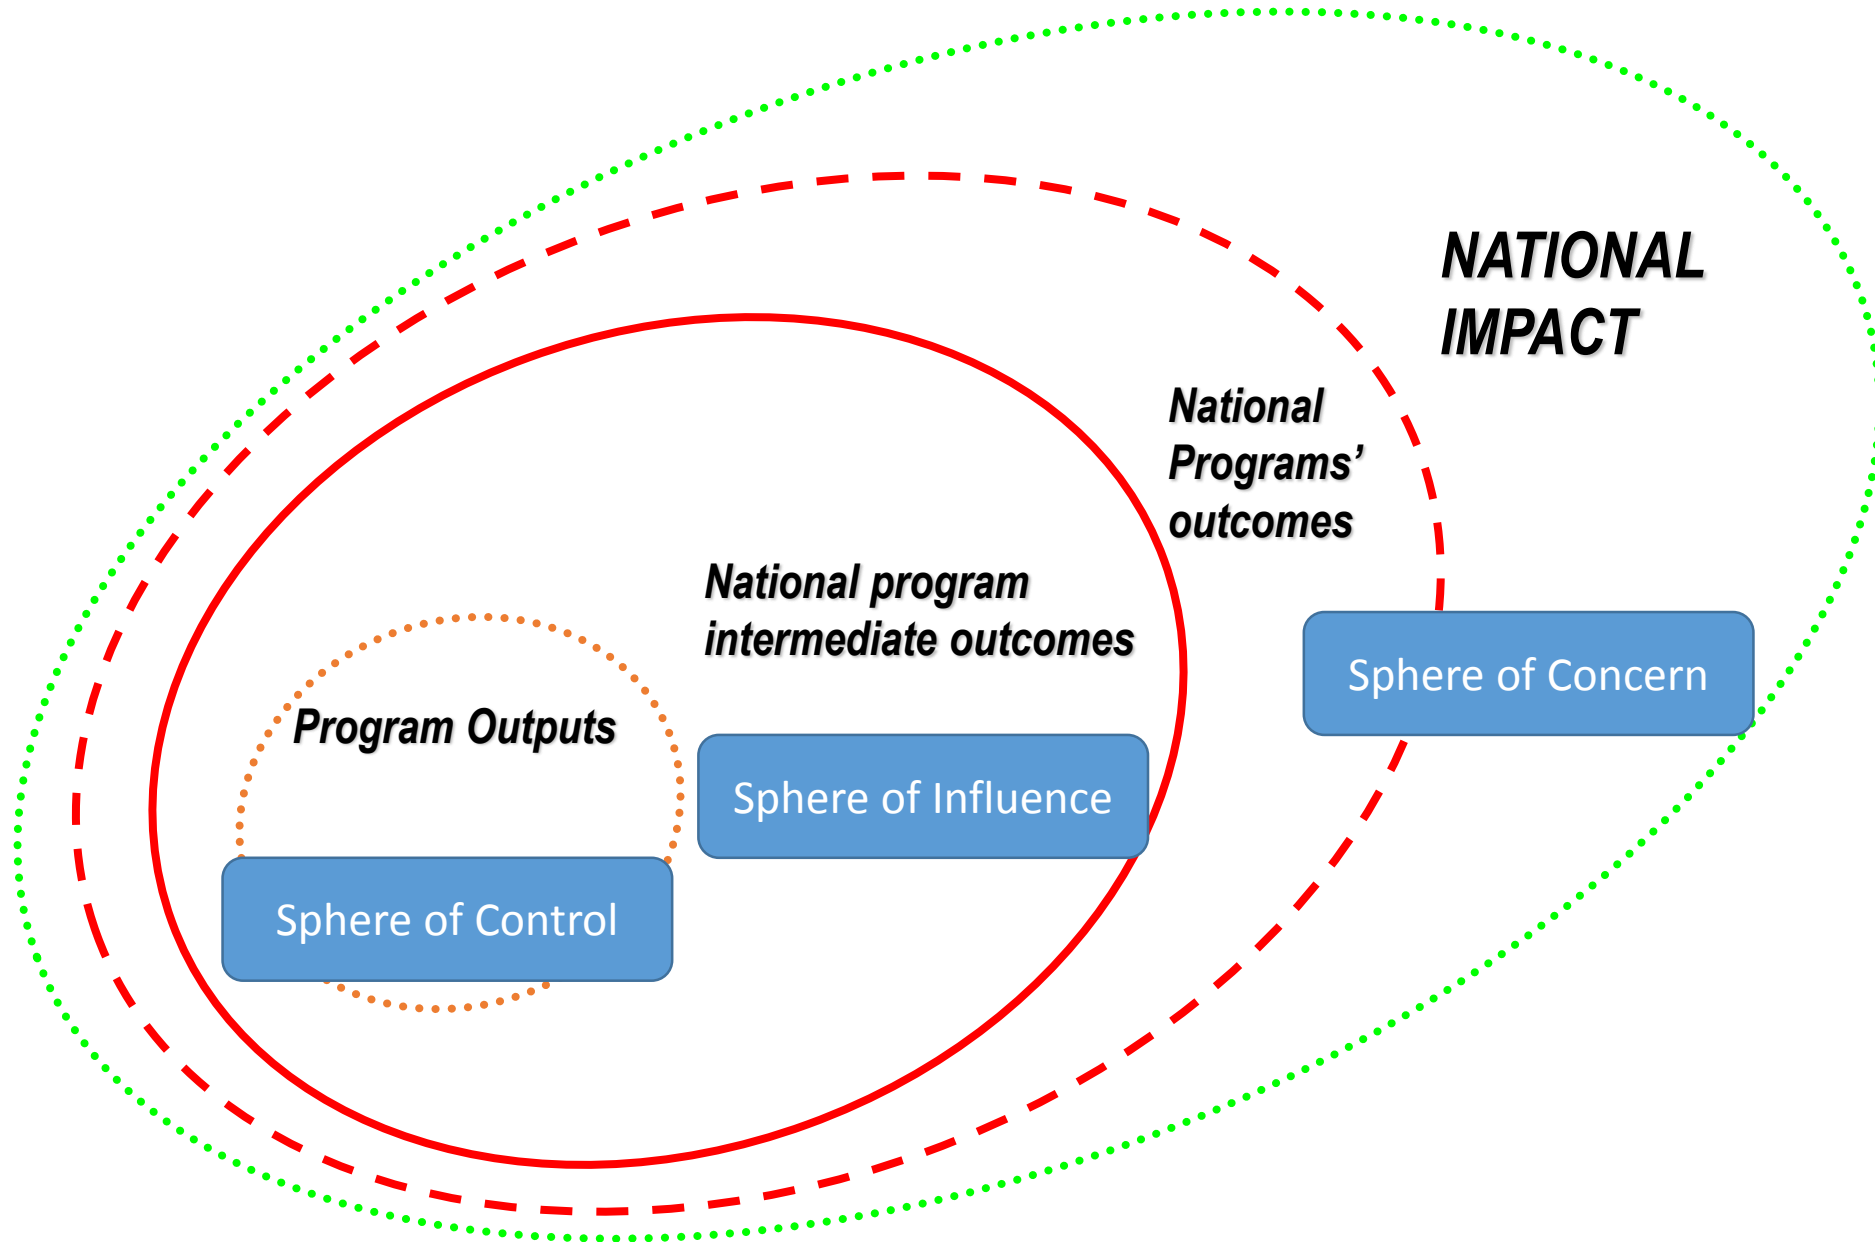 NATIONAL
IMPACT
National
Programs’
outcomes
National program
intermediate outcomes
Sphere of Concern
Program Outputs
Sphere of Influence
Sphere of Control